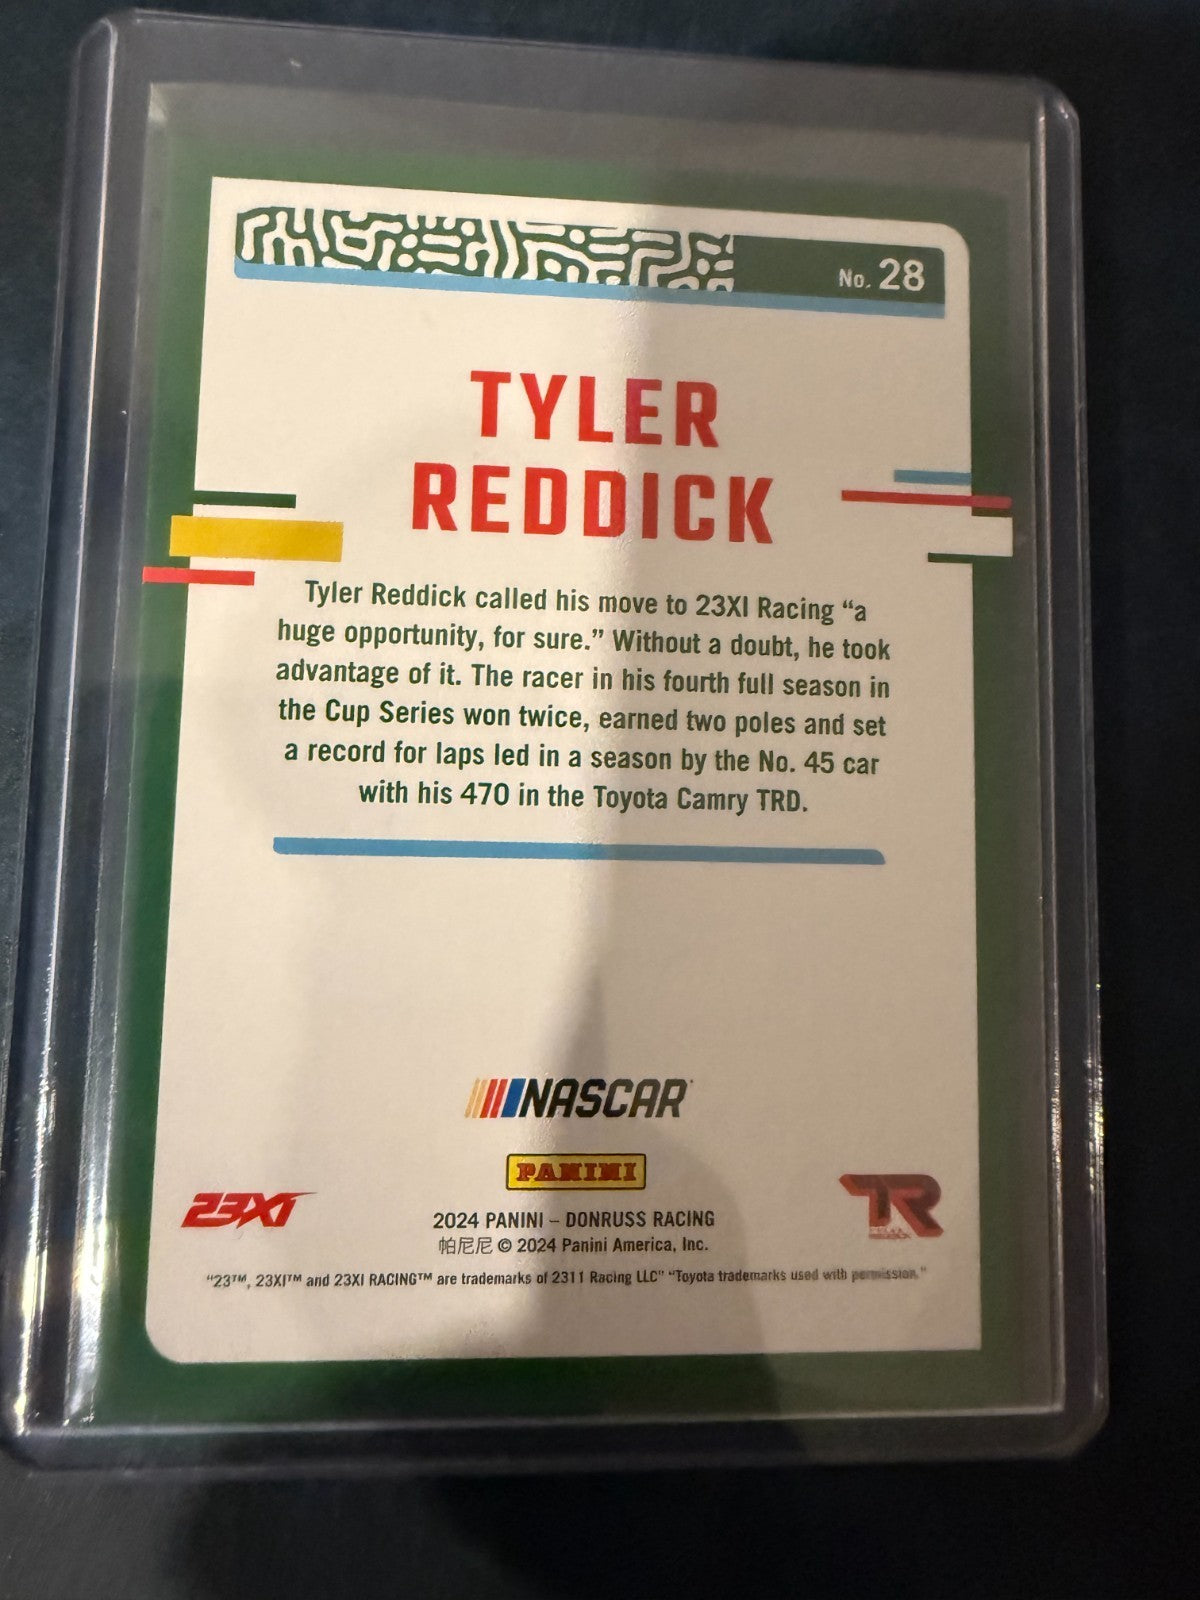 No. 28
TYLER
REDDICK
Tyler Reddick called his move to 23XI Racing “a
huge opportunity, for sure.” Without a doubt, he took
advantage of it. The racer in his fourth full season in
the Cup Series won twice, earned two poles and set
a record for laps led in a season by the No. 45 car
with his 470 in the Toyota Camry TRD.
NASCAR
PANINI
23XI
TR
2024 PANINI – DONRUSS RACING
帕尼尼 © 2024 Panini America, Inc.
“23™, 23XI™ and 23XI RACING™ are trademarks of 2311 Racing LLC” “Toyota trademarks used with permission.”